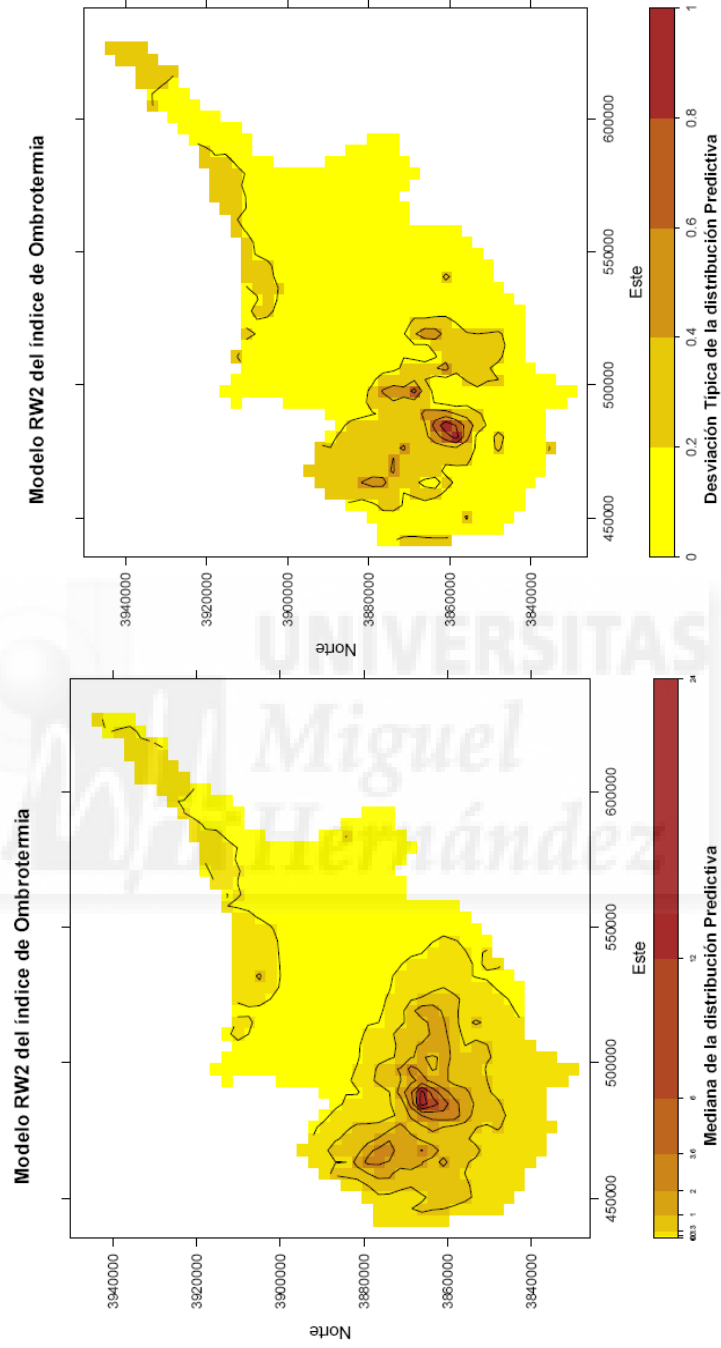 Modelo RW2 del índice de Ombrotermia
Norte
3940000
3920000
3900000
3880000
3860000
3840000
450000
500000
550000
600000
Este
1
2
3.6
6
12
24
Mediana de la distribución Predictiva
Modelo RW2 del índice de Ombrotermia
Norte
3940000
3920000
3900000
3880000
3860000
3840000
450000
500000
550000
600000
Este
0
0.2
0.4
0.6
0.8
1
Desviación Típica de la distribución Predictiva
UNIVERSITAS
Miguel
Hernández